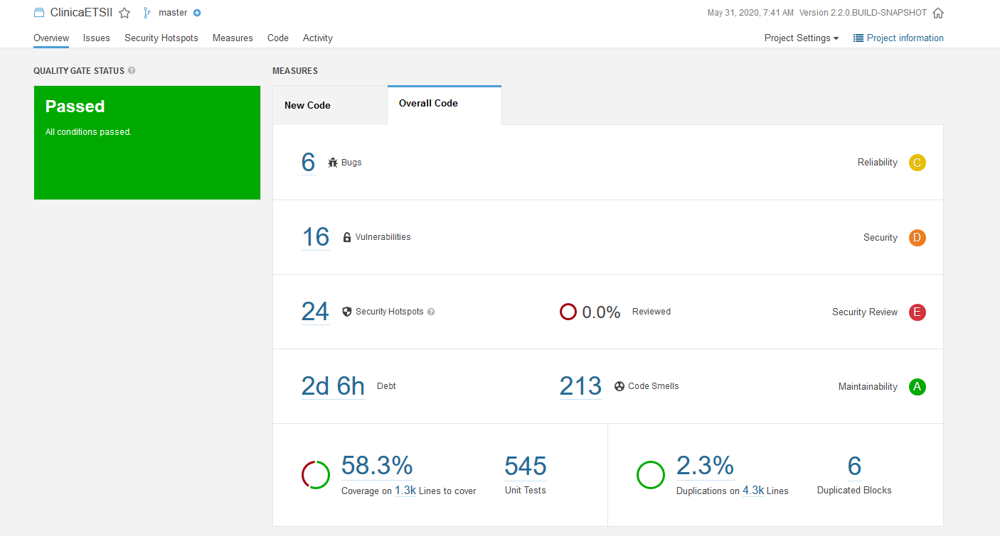 ClinicaETSII master May 31, 2020, 7:41 AM Version 2.2.0.BUILD-SNAPSHOT
Overview Issues Security Hotspots Measures Code Activity Project Settings Project information
QUALITY GATE STATUS ?
Passed
All conditions passed.
MEASURES
New Code Overall Code
6 Bugs Reliability C
16 Vulnerabilities Security D
24 Security Hotspots ? 0.0% Reviewed Security Review E
2d 6h Debt 213 Code Smells Maintainability A
58.3% 545 2.3% 6
Coverage on 1.3k Lines to cover Unit Tests Duplications on 4.3k Lines Duplicated Blocks